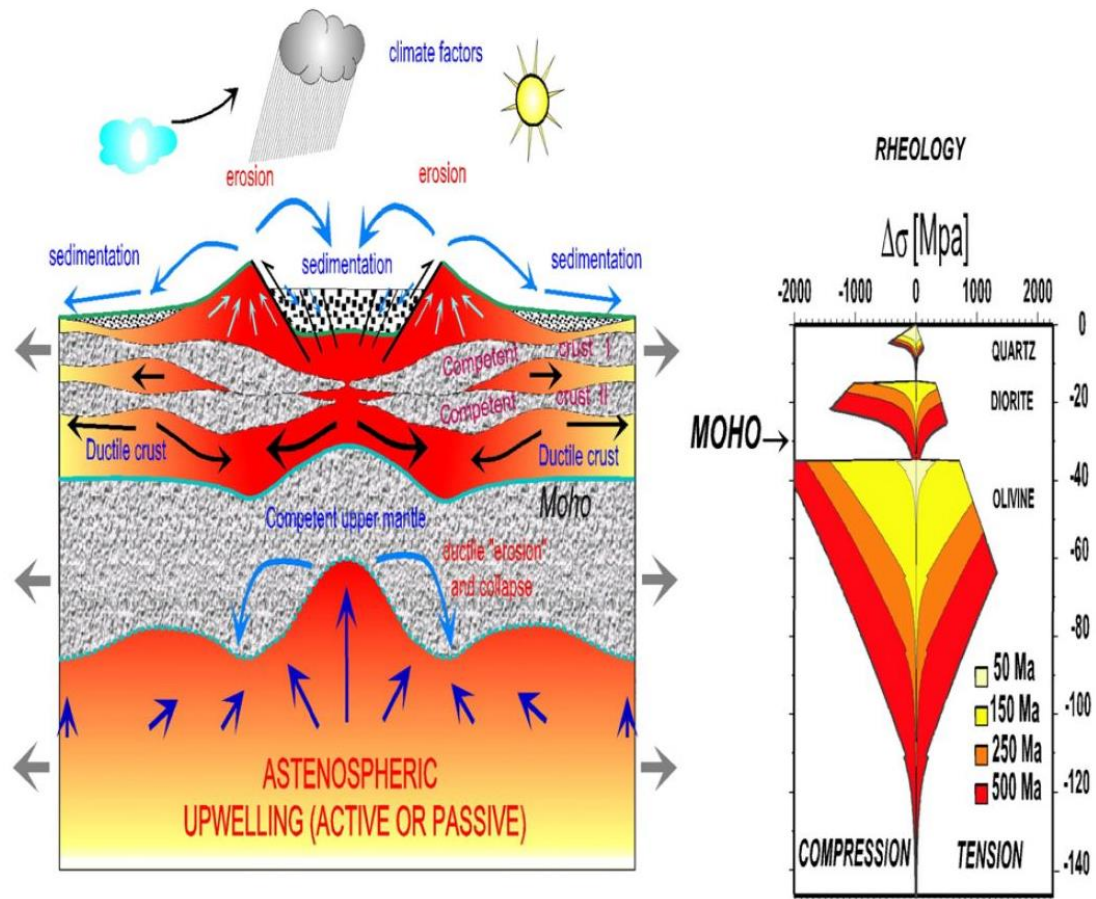 climate factors
erosion
erosion
sedimentation
sedimentation
sedimentation
Competent crust I
Competent crust II
Ductile crust
Ductile crust
Moho
Competent upper mantle
ductile "erosion"
and collapse
ASTENOSPHERIC
UPWELLING (ACTIVE OR PASSIVE)
RHEOLOGY
Δσ [Mpa]
-2000 -1000 0 1000 2000
0
QUARTZ
-20
DIORITE
MOHO
-40
OLIVINE
-60
-80
50 Ma
150 Ma
-100
250 Ma
500 Ma
-120
COMPRESSION TENSION
-140